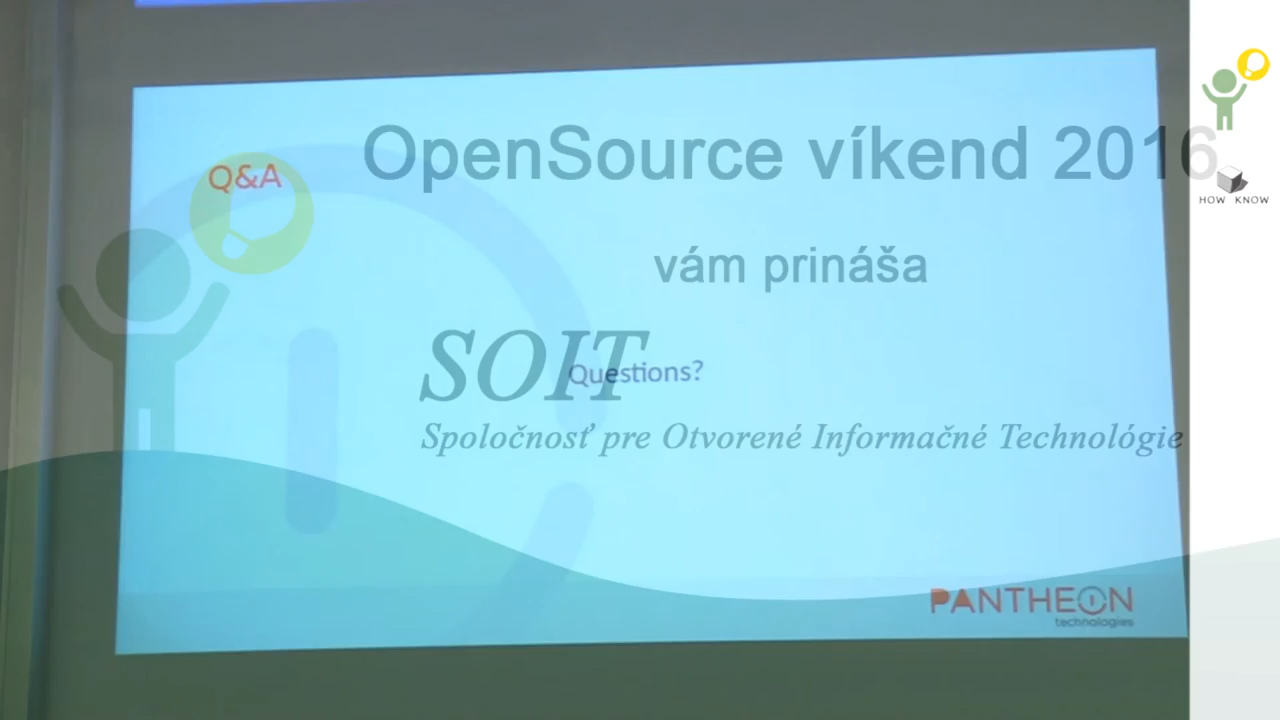 OpenSource víkend 2016
Q&A
HOW KNOW
vám prináša
SOIT
Questions?
Spoločnosť pre Otvorené Informačné Technológie
PANTHEON
technologies